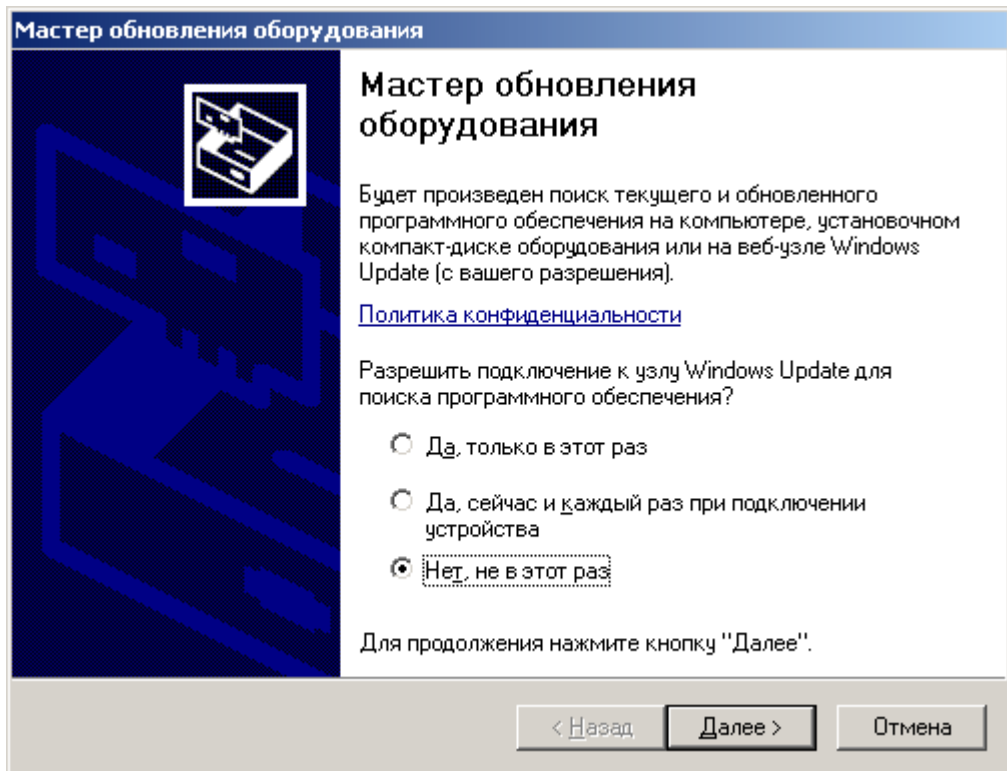 Мастер обновления оборудования
Мастер обновления
оборудования
Будет произведен поиск текущего и обновленного
программного обеспечения на компьютере, установочном
компакт-диске оборудования или на веб-узле Windows
Update (с вашего разрешения).
Политика конфиденциальности
Разрешить подключение к узлу Windows Update для
поиска программного обеспечения?
Да, только в этот раз
Да, сейчас и каждый раз при подключении
устройства
Нет, не в этот раз
Для продолжения нажмите кнопку "Далее".
< Назад
Далее >
Отмена